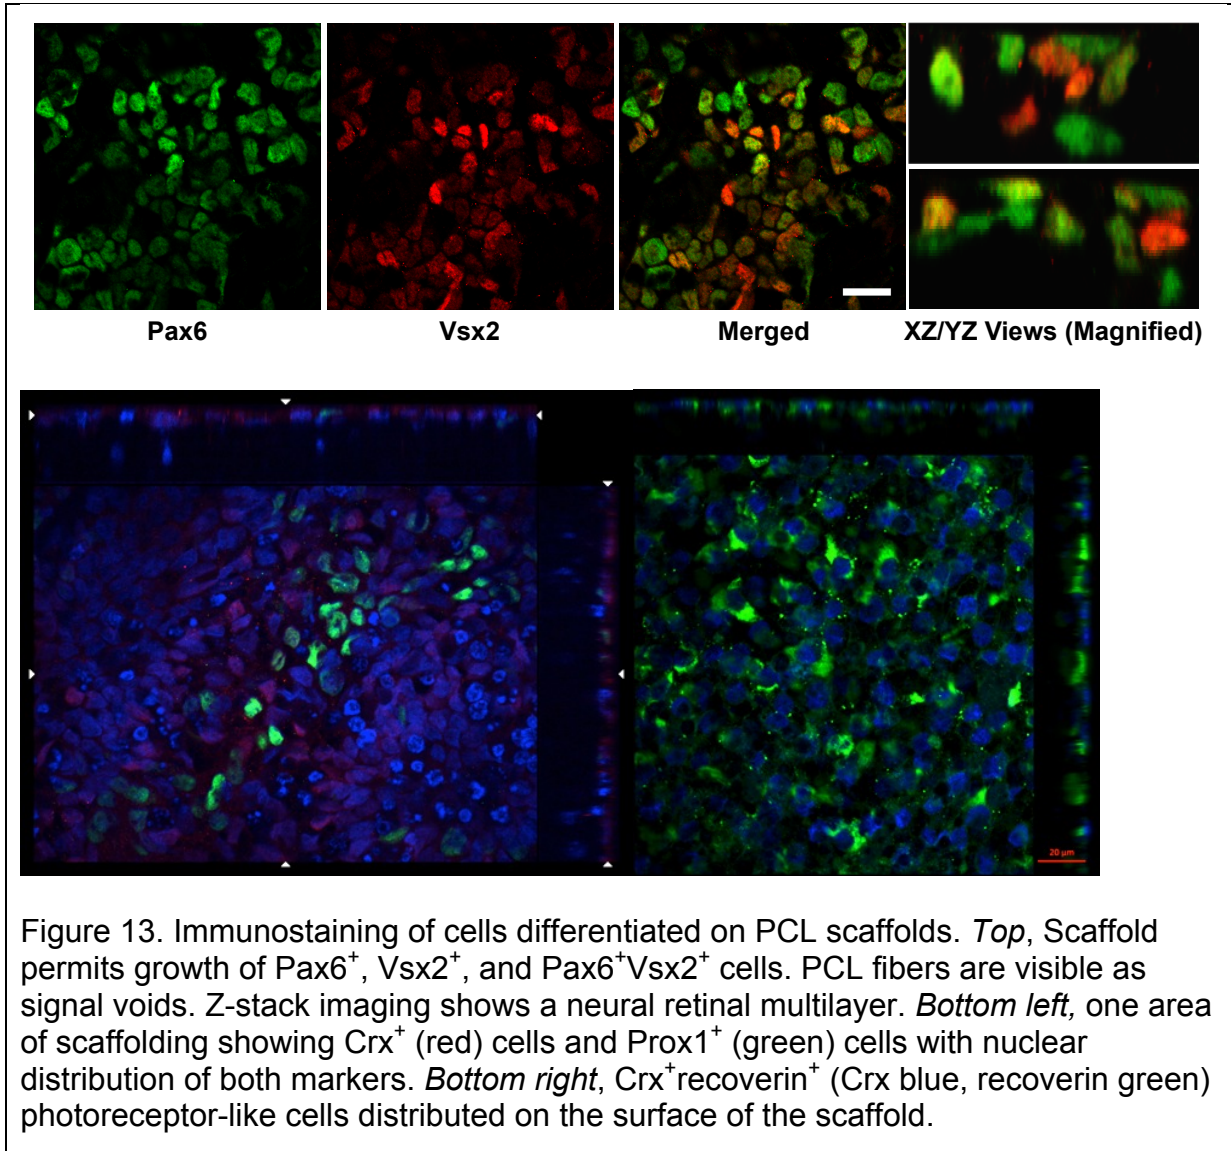 Pax6 Vsx2 Merged XZ/YZ Views (Magnified)
20 µm
Figure 13. Immunostaining of cells differentiated on PCL scaffolds. Top, Scaffold
permits growth of Pax6⁺, Vsx2⁺, and Pax6⁺Vsx2⁺ cells. PCL fibers are visible as
signal voids. Z-stack imaging shows a neural retinal multilayer. Bottom left, one area
of scaffolding showing Crx⁺ (red) cells and Prox1⁺ (green) cells with nuclear
distribution of both markers. Bottom right, Crx⁺recoverin⁺ (Crx blue, recoverin green)
photoreceptor-like cells distributed on the surface of the scaffold.